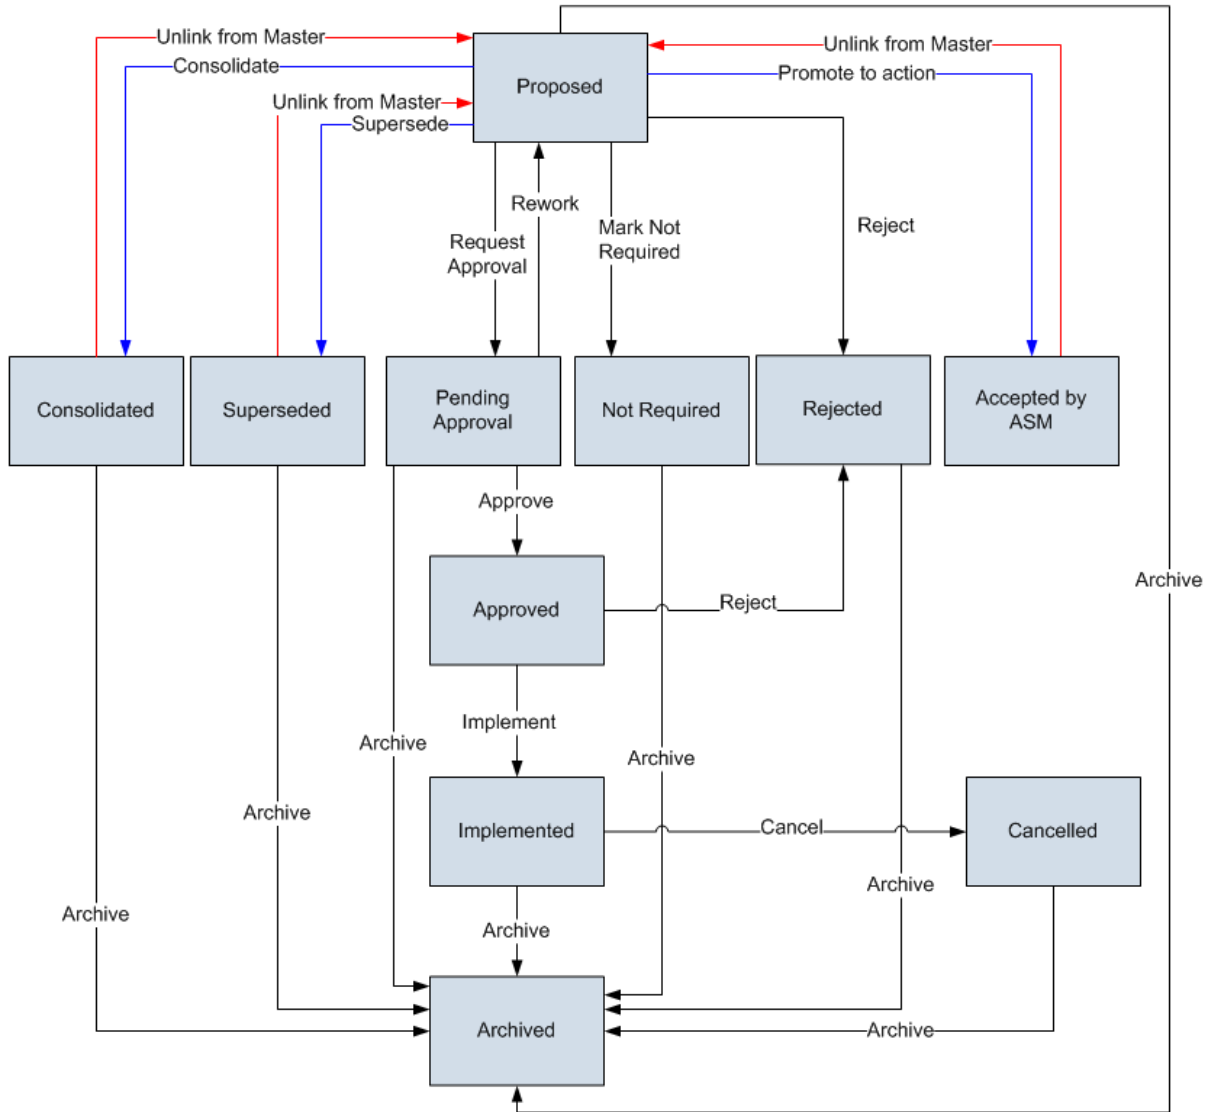 Unlink from Master
Unlink from Master
Consolidate
Promote to action
Proposed
Unlink from Master
Supersede
Rework
Mark Not
Required
Reject
Request
Approval
Consolidated
Superseded
Pending
Approval
Not Required
Rejected
Accepted by
ASM
Approve
Archive
Approved
Reject
Implement
Archive
Archive
Archive
Implemented
Cancel
Cancelled
Archive
Archive
Archive
Archived
Archive